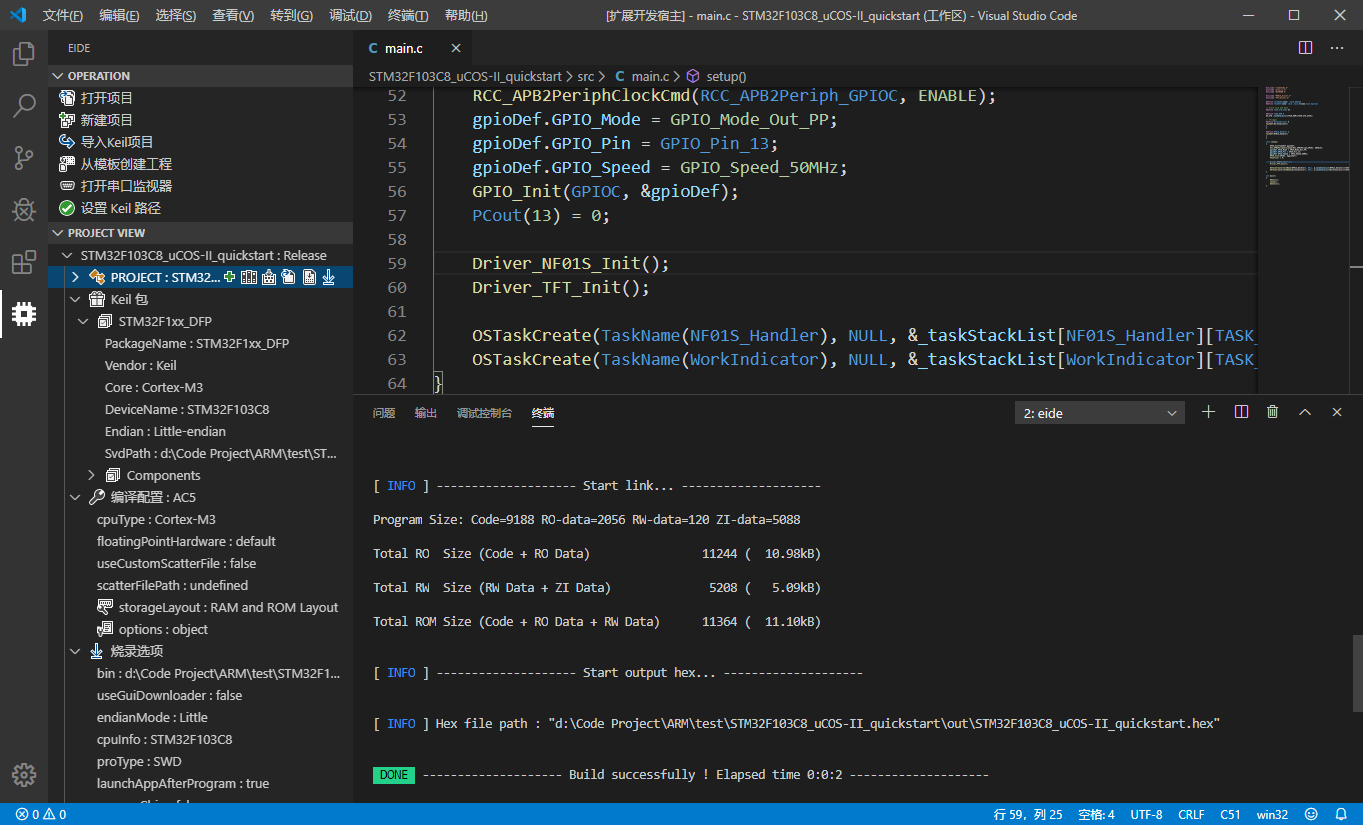 文件(F) 编辑(E) 选择(S) 查看(V) 转到(G) 调试(D) 终端(T) 帮助(H) [扩展开发宿主] - main.c - STM32F103C8_uCOS-II_quickstart (工作区) - Visual Studio Code
EIDE
OPERATION
打开项目
新建项目
导入Keil项目
从模板创建工程
打开串口监视器
设置 Keil 路径
PROJECT VIEW
STM32F103C8_uCOS-II_quickstart : Release
PROJECT : STM32...
Keil 包
STM32F1xx_DFP
PackageName : STM32F1xx_DFP
Vendor : Keil
Core : Cortex-M3
DeviceName : STM32F103C8
Endian : Little-endian
SvdPath : d:\Code Project\ARM\test\ST...
Components
编译配置 : AC5
cpuType : Cortex-M3
floatingPointHardware : default
useCustomScatterFile : false
scatterFilePath : undefined
storageLayout : RAM and ROM Layout
options : object
烧录选项
bin : d:\Code Project\ARM\test\STM32F1...
useGuiDownloader : false
endianMode : Little
cpuInfo : STM32F103C8
proType : SWD
launchAppAfterProgram : true
C main.c
STM32F103C8_uCOS-II_quickstart > src > C main.c > setup()
52 RCC_APB2PeriphClockCmd(RCC_APB2Periph_GPIOC, ENABLE);
53 gpioDef.GPIO_Mode = GPIO_Mode_Out_PP;
54 gpioDef.GPIO_Pin = GPIO_Pin_13;
55 gpioDef.GPIO_Speed = GPIO_Speed_50MHz;
56 GPIO_Init(GPIOC, &gpioDef);
57 PCout(13) = 0;
58
59 Driver_NF01S_Init();
60 Driver_TFT_Init();
61
62 OSTaskCreate(TaskName(NF01S_Handler), NULL, &_taskStackList[NF01S_Handler][TASK_
63 OSTaskCreate(TaskName(WorkIndicator), NULL, &_taskStackList[WorkIndicator][TASK_
64 }
问题 输出 调试控制台 终端 2: eide
[ INFO ] -------------------- Start link... --------------------
Program Size: Code=9188 RO-data=2056 RW-data=120 ZI-data=5088
Total RO  Size (Code + RO Data) 11244 (  10.98kB)
Total RW  Size (RW Data + ZI Data) 5208 (   5.09kB)
Total ROM Size (Code + RO Data + RW Data) 11364 (  11.10kB)
[ INFO ] -------------------- Start output hex... --------------------
[ INFO ] Hex file path : "d:\Code Project\ARM\test\STM32F103C8_uCOS-II_quickstart\out\STM32F103C8_uCOS-II_quickstart.hex"
DONE -------------------- Build successfully ! Elapsed time 0:0:2 --------------------
0 0 行 59，列 25 空格: 4 UTF-8 CRLF C51 win32